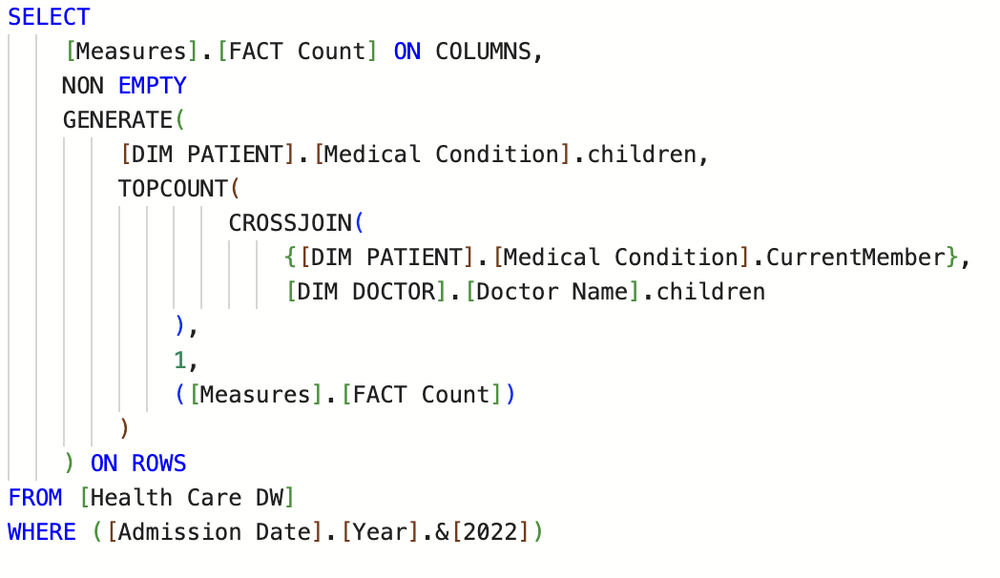 SELECT
[Measures].[FACT Count] ON COLUMNS,
NON EMPTY
GENERATE(
[DIM PATIENT].[Medical Condition].children,
TOPCOUNT(
CROSSJOIN(
{[DIM PATIENT].[Medical Condition].CurrentMember},
[DIM DOCTOR].[Doctor Name].children
),
1,
([Measures].[FACT Count])
)
) ON ROWS
FROM [Health Care DW]
WHERE ([Admission Date].[Year].&[2022])